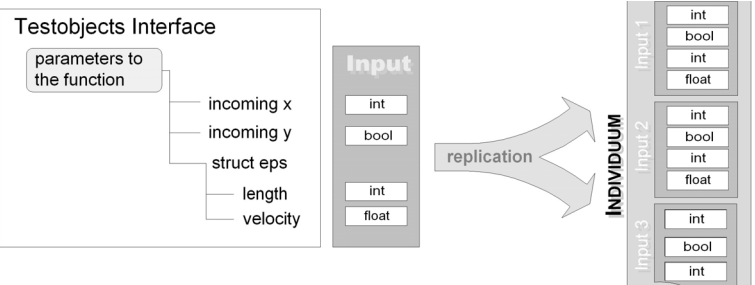 Testobjects Interface
parameters to
the function
incoming x
incoming y
struct eps
length
velocity
Input
int
bool
int
float
replication
INDIVIDUUM
Input 1
int
bool
int
float
Input 2
int
bool
int
float
Input 3
int
bool
int